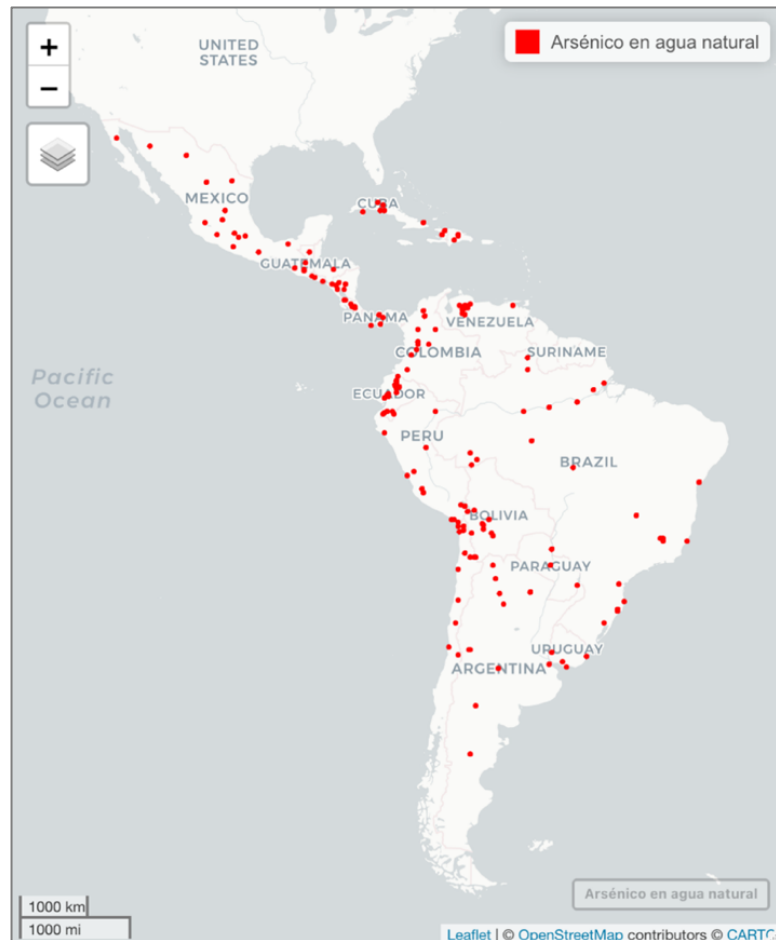 +
−
Arsénico en agua natural
UNITED
STATES
MEXICO
CUBA
GUATEMALA
PANAMA
VENEZUELA
COLOMBIA
SURINAME
Pacific
Ocean
ECUADOR
PERU
BRAZIL
BOLIVIA
PARAGUAY
URUGUAY
ARGENTINA
Arsénico en agua natural
1000 km
1000 mi
Leaflet | © OpenStreetMap contributors © CARTO